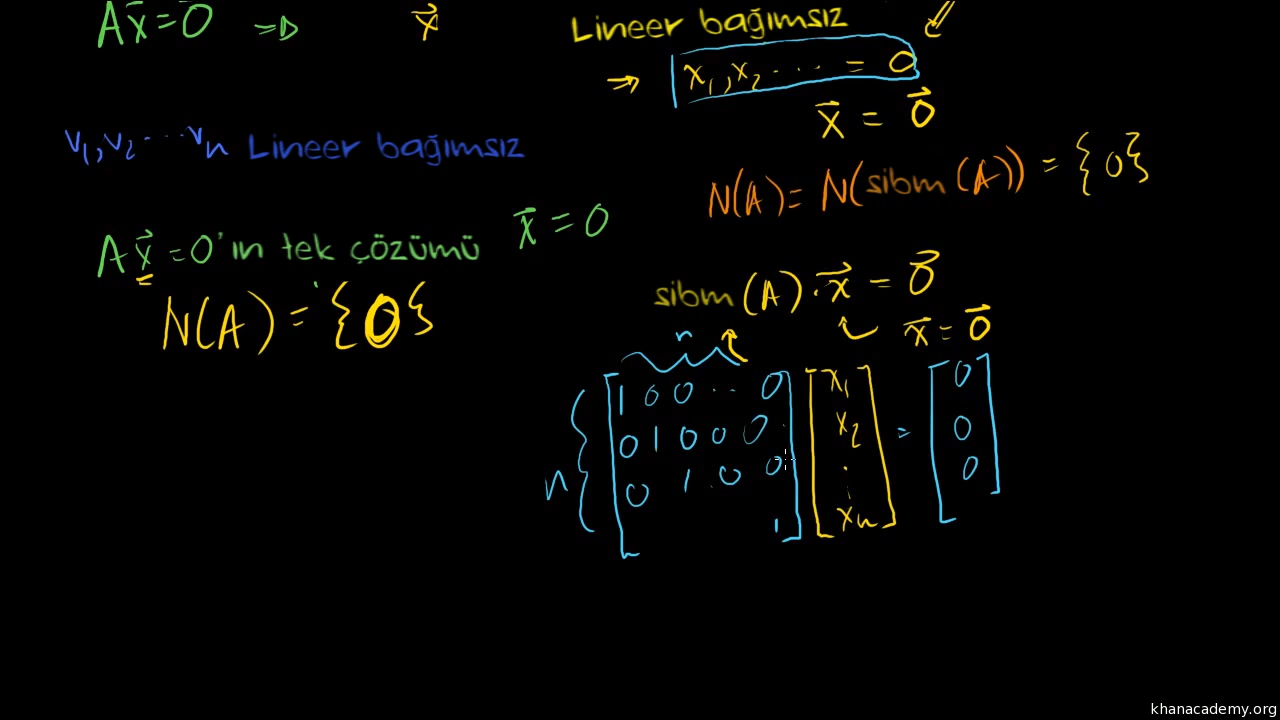 Ax⃗=0⃗ ⇒ x⃗
Lineer bağımsız
⇒ x₁,x₂ ... = 0
x⃗ = 0⃗
v₁,v₂ ... vₙ Lineer bağımsız
N(A)= N(sibm(A)) = {0}
Ax⃗=0'ın tek çözümü x⃗ = 0
N(A) = {0}
sibm(A).x⃗ = 0⃗
x⃗ = 0⃗
n
1 0 0 ... 0 x₁ 0
0 1 0 0 0 x₂ = 0
n 0 1 0 0 . 0
1 xₙ
khanacademy.org